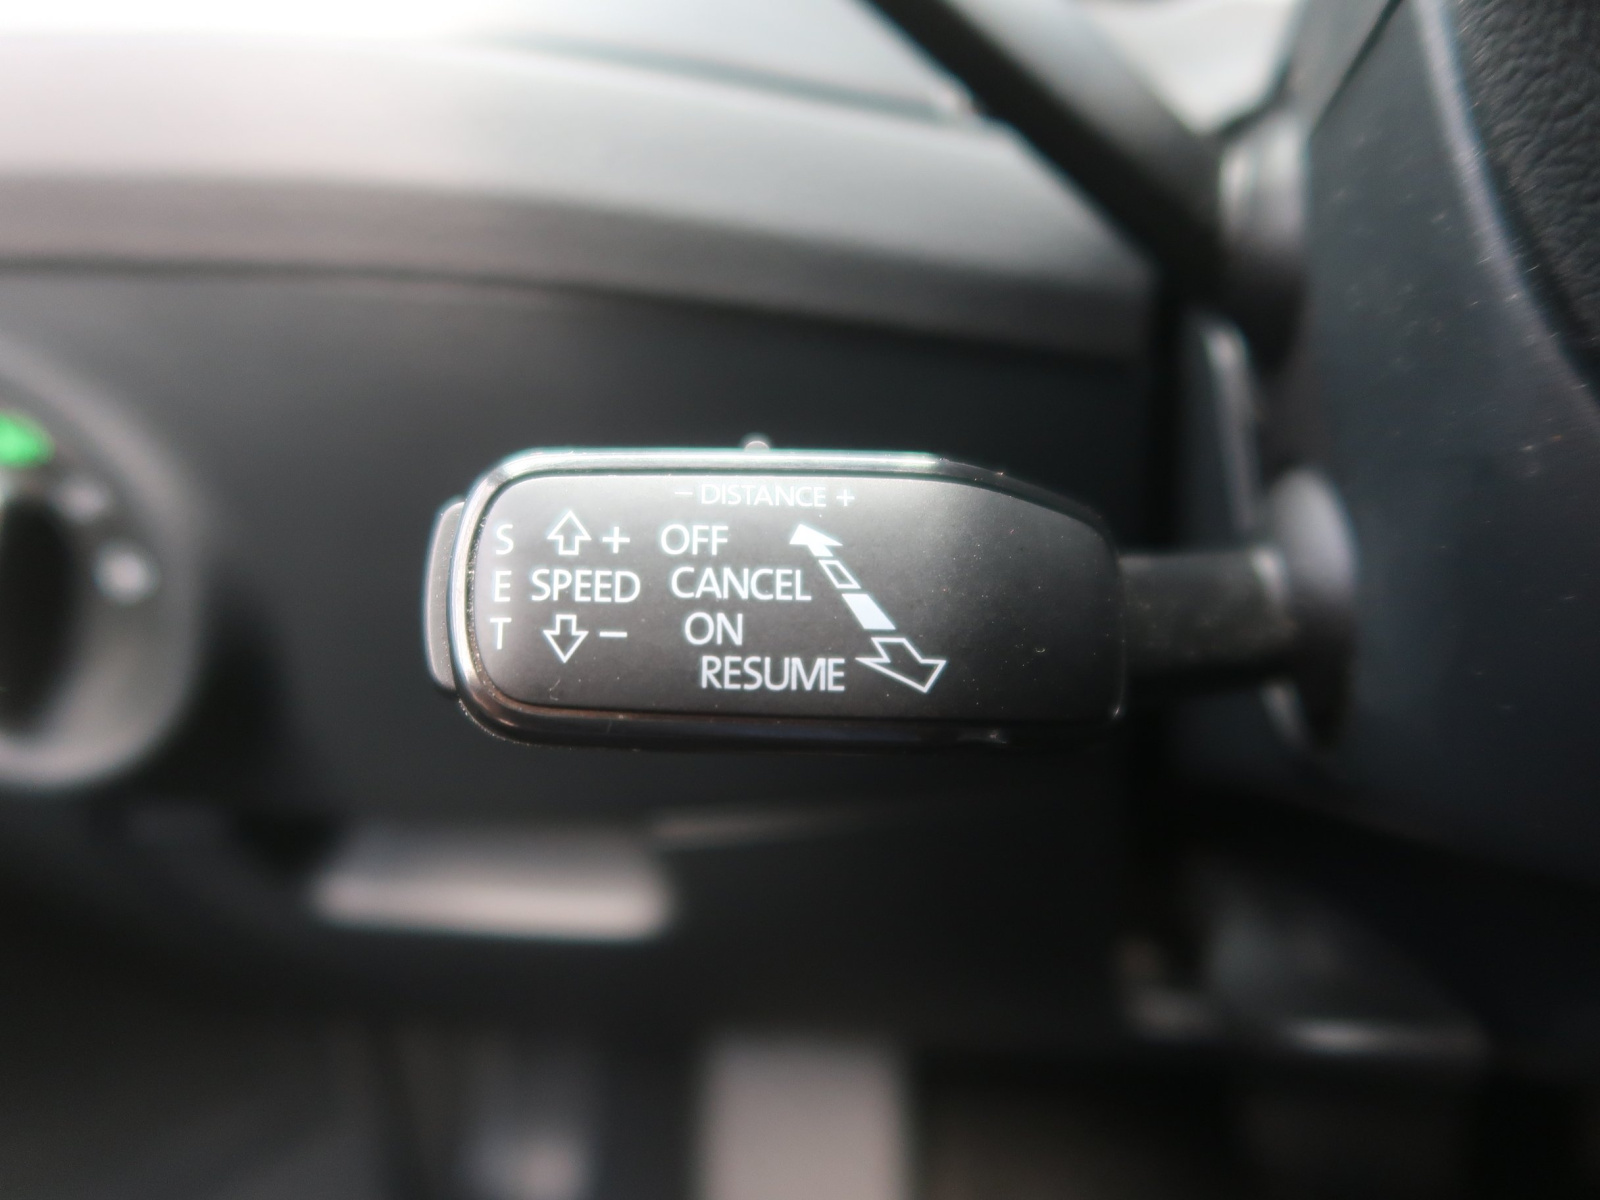 − DISTANCE +
S + OFF
E SPEED CANCEL
T − ON
RESUME